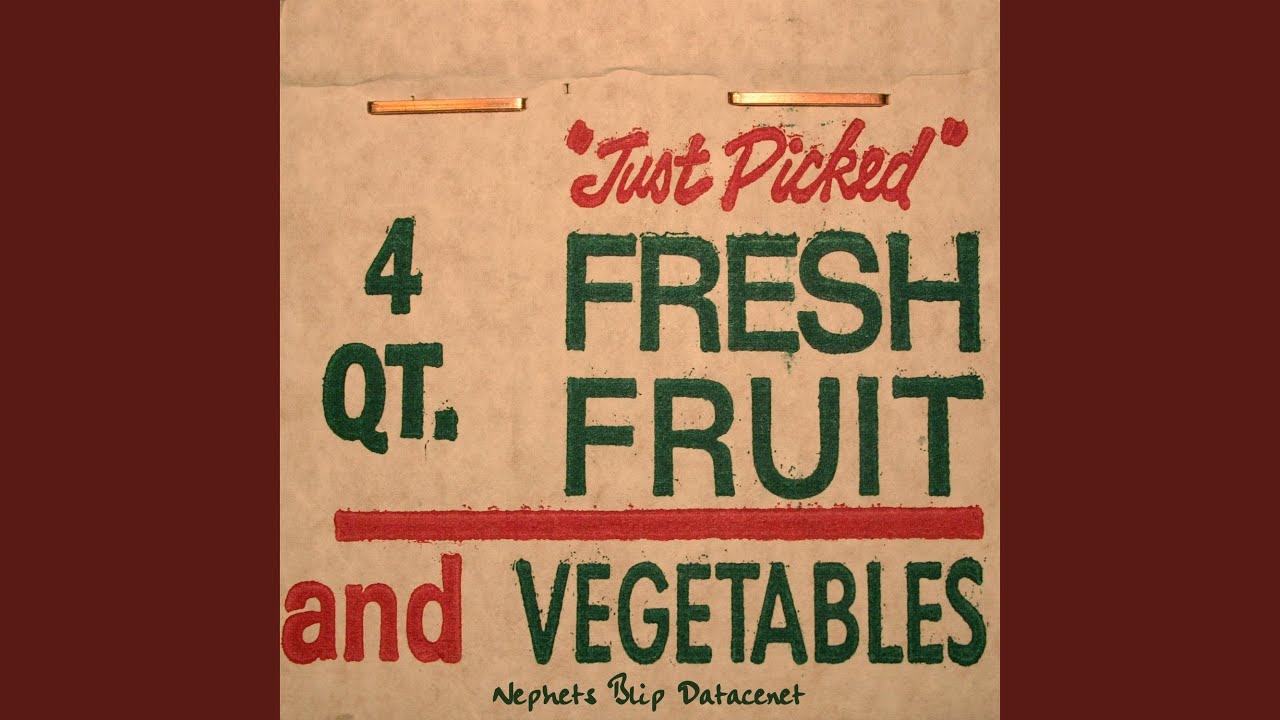 "Just Picked"
4
QT.
FRESH
FRUIT
and VEGETABLES
Nephets Blip Datacenet